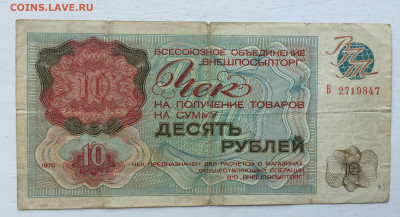 COINS.LAVE.RU
ВСЕСОЮЗНОЕ ОБЪЕДИНЕНИЕ
"ВНЕШПОСЫЛТОРГ"
Чек
Б 2719847
НА ПОЛУЧЕНИЕ ТОВАРОВ
НА СУММУ
10
ДЕСЯТЬ
РУБЛЕЙ
1976
10
ЧЕК ПРЕДНАЗНАЧЕН ДЛЯ РАСЧЕТОВ В МАГАЗИНАХ,
ОСУЩЕСТВЛЯЮЩИХ ОПЕРАЦИИ
В/О „ВНЕШПОСЫЛТОРГ"